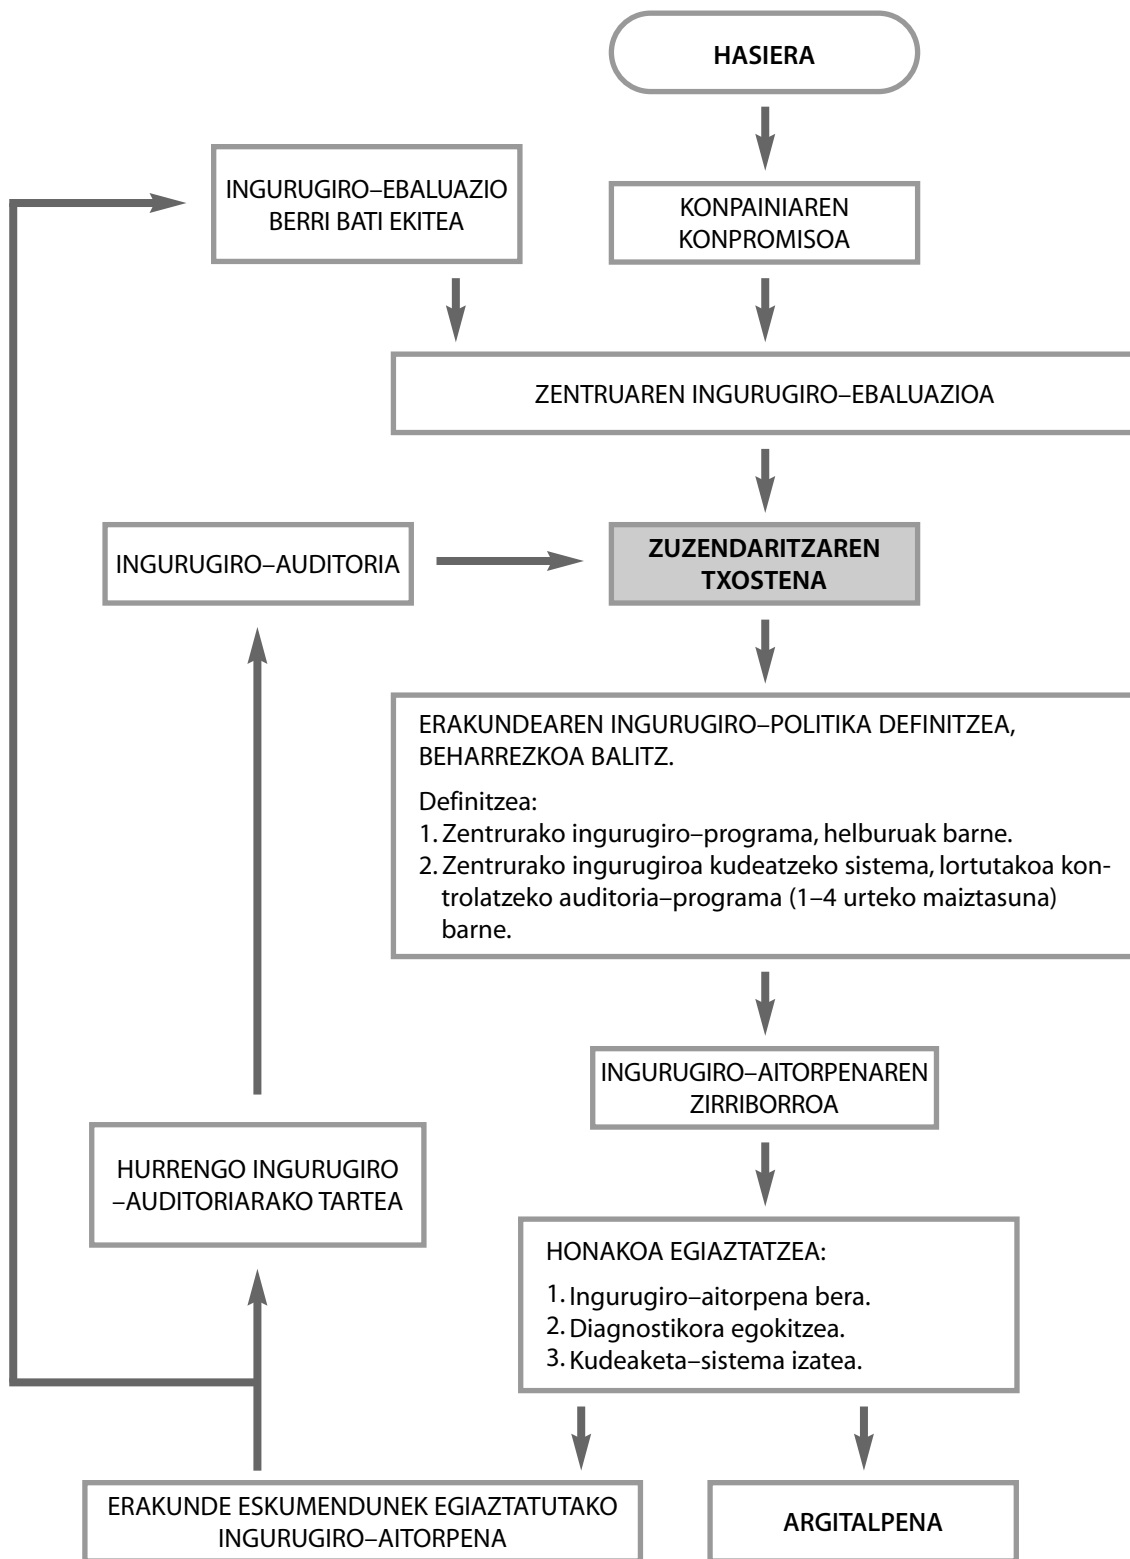 HASIERA
INGURUGIRO–EBALUAZIO
BERRI BATI EKITEA
KONPAINIAREN
KONPROMISOA
ZENTRUAREN INGURUGIRO–EBALUAZIOA
INGURUGIRO–AUDITORIA
ZUZENDARITZAREN
TXOSTENA
ERAKUNDEAREN INGURUGIRO–POLITIKA DEFINITZEA,
BEHARREZKOA BALITZ.
Definitzea:
1. Zentrurako ingurugiro–programa, helburuak barne.
2. Zentrurako ingurugiroa kudeatzeko sistema, lortutakoa kon-
trolatzeko auditoria–programa (1–4 urteko maiztasuna)
barne.
INGURUGIRO–AITORPENAREN
ZIRRIBORROA
HURRENGO INGURUGIRO
–AUDITORIARAKO TARTEA
HONAKOA EGIAZTATZEA:
1. Ingurugiro–aitorpena bera.
2. Diagnostikora egokitzea.
3. Kudeaketa–sistema izatea.
ERAKUNDE ESKUMENDUNEK EGIAZTATUTAKO
INGURUGIRO–AITORPENA
ARGITALPENA